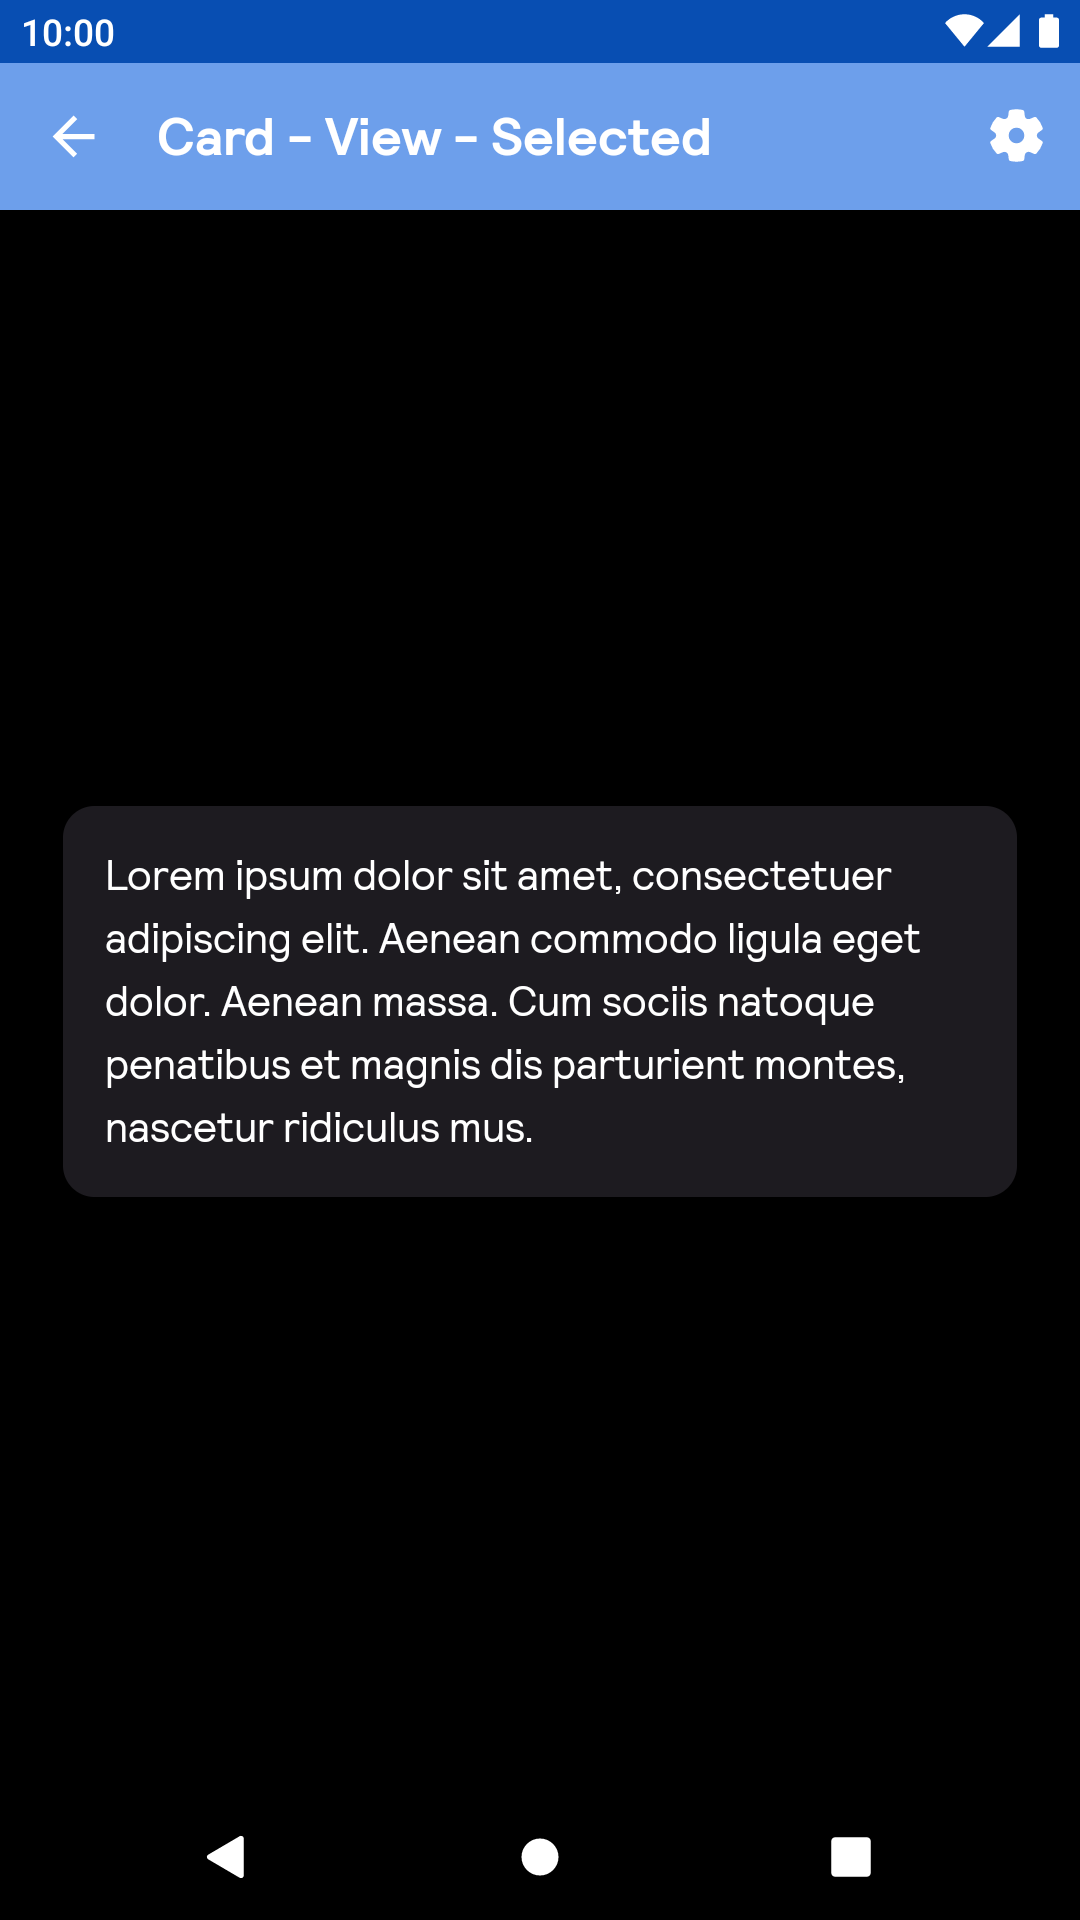 10:00
Card - View - Selected
Lorem ipsum dolor sit amet, consectetuer
adipiscing elit. Aenean commodo ligula eget
dolor. Aenean massa. Cum sociis natoque
penatibus et magnis dis parturient montes,
nascetur ridiculus mus.